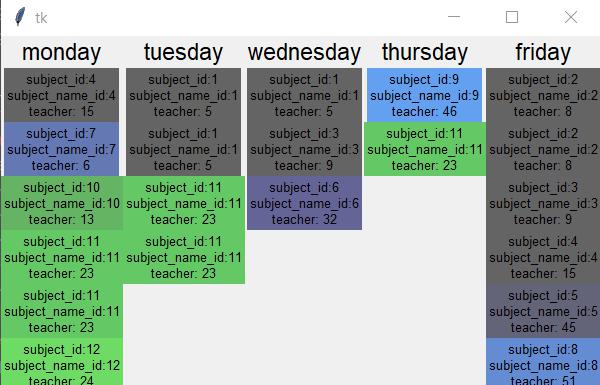 tk
monday
subject_id:4
subject_name_id:4
teacher: 15
subject_id:7
subject_name_id:7
teacher: 6
subject_id:10
subject_name_id:10
teacher: 13
subject_id:11
subject_name_id:11
teacher: 23
subject_id:11
subject_name_id:11
teacher: 23
subject_id:12
subject_name_id:12
teacher: 24
tuesday
subject_id:1
subject_name_id:1
teacher: 5
subject_id:1
subject_name_id:1
teacher: 5
subject_id:11
subject_name_id:11
teacher: 23
subject_id:11
subject_name_id:11
teacher: 23
wednesday
subject_id:1
subject_name_id:1
teacher: 5
subject_id:3
subject_name_id:3
teacher: 9
subject_id:6
subject_name_id:6
teacher: 32
thursday
subject_id:9
subject_name_id:9
teacher: 46
subject_id:11
subject_name_id:11
teacher: 23
friday
subject_id:2
subject_name_id:2
teacher: 8
subject_id:2
subject_name_id:2
teacher: 8
subject_id:3
subject_name_id:3
teacher: 9
subject_id:4
subject_name_id:4
teacher: 15
subject_id:5
subject_name_id:5
teacher: 45
subject_id:8
subject_name_id:8
teacher: 51